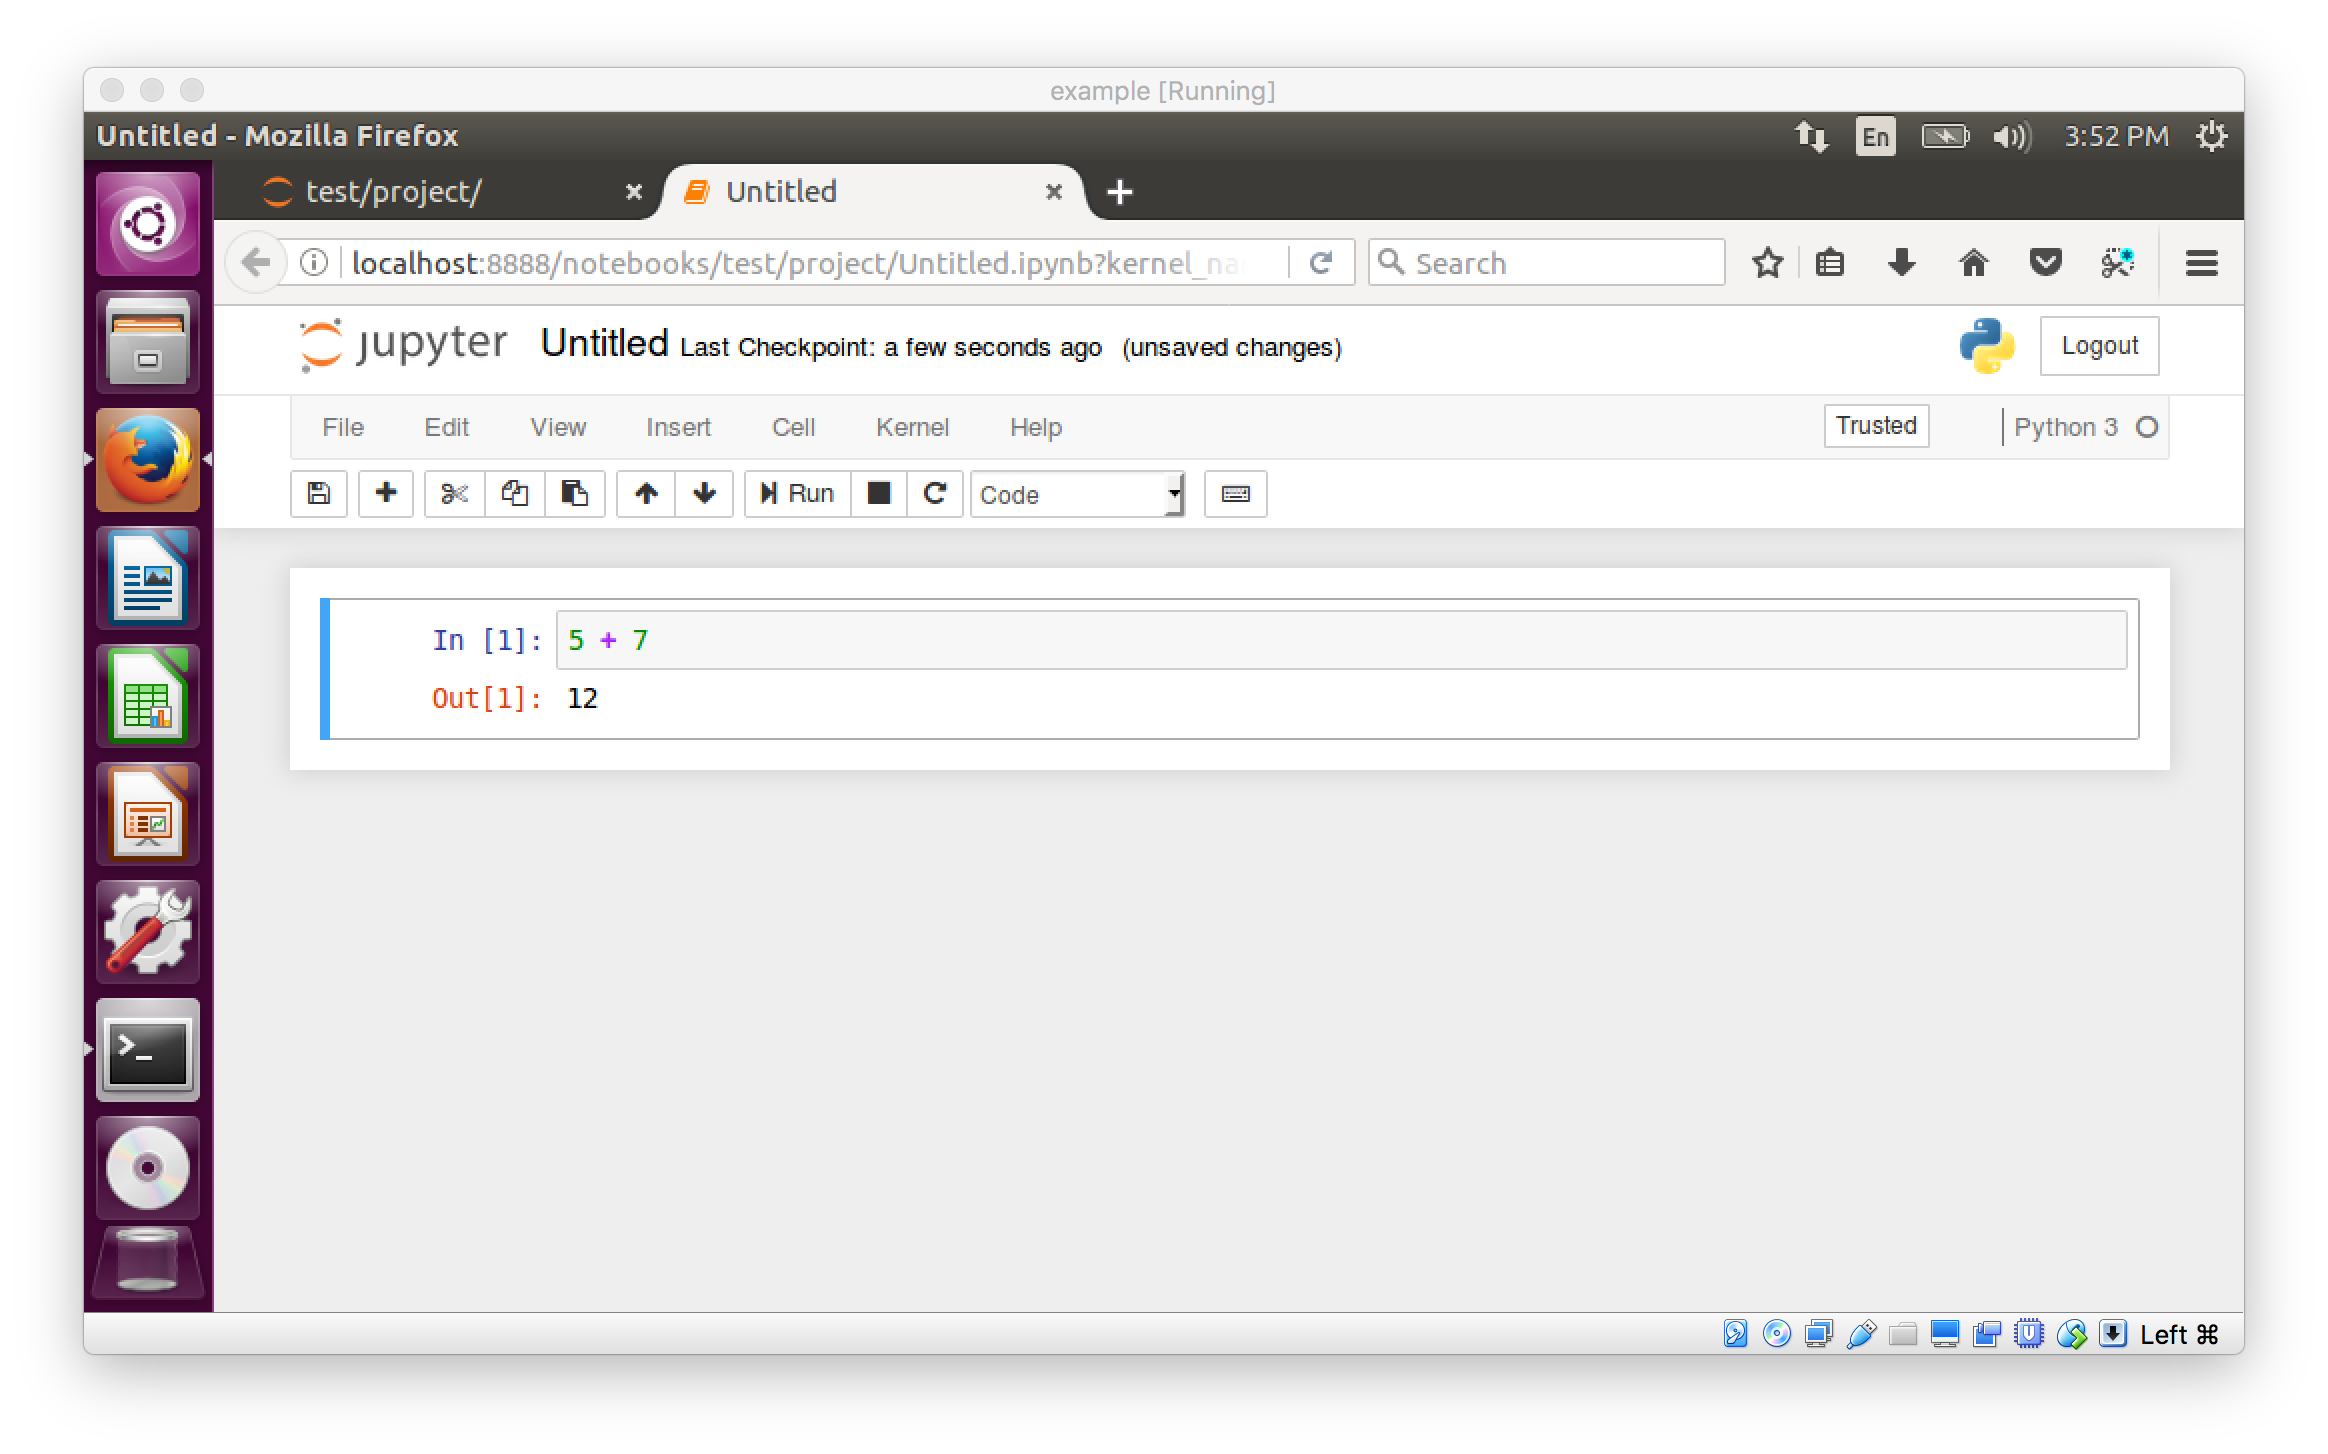 example [Running]
Untitled - Mozilla Firefox
En
3:52 PM
test/project/
Untitled
localhost:8888/notebooks/test/project/Untitled.ipynb?kernel_na
Search
jupyter Untitled Last Checkpoint: a few seconds ago (unsaved changes)
Logout
File Edit View Insert Cell Kernel Help
Trusted
Python 3
Run
Code
In [1]: 5 + 7
Out[1]: 12
Left ⌘